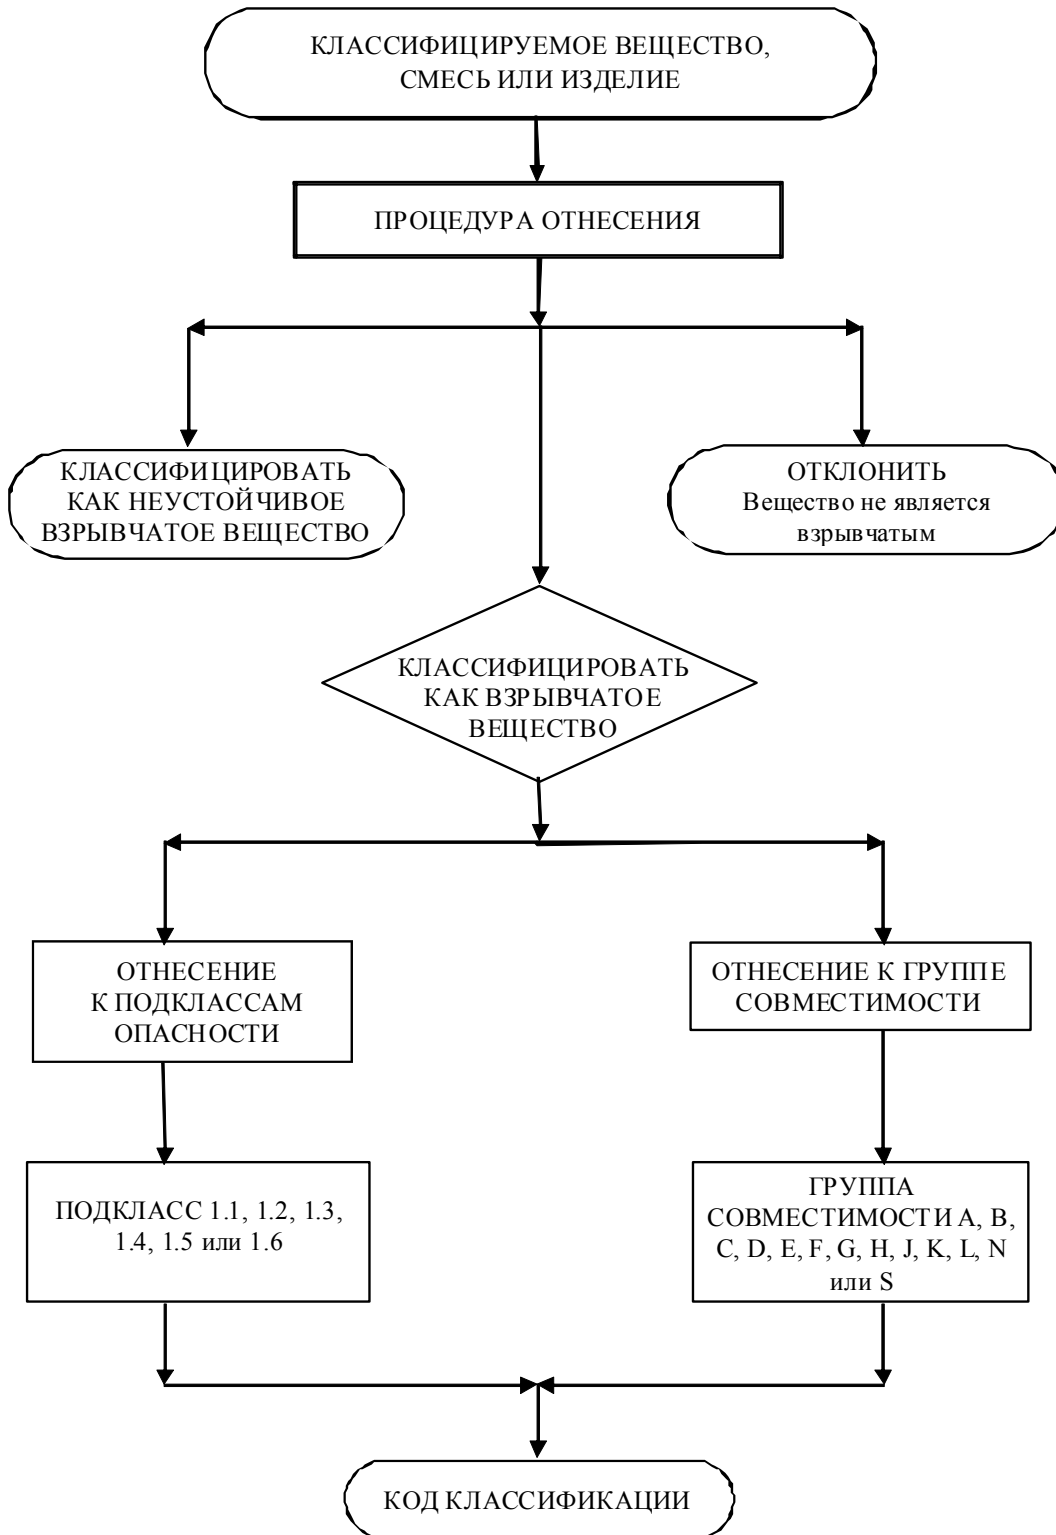 КЛАССИФИЦИРУЕМОЕ ВЕЩЕСТВО,
СМЕСЬ ИЛИ ИЗДЕЛИЕ
ПРОЦЕДУРА ОТНЕСЕНИЯ
КЛАССИФИЦИРОВАТЬ
КАК НЕУСТОЙЧИВОЕ
ВЗРЫВЧАТОЕ ВЕЩЕСТВО
ОТКЛОНИТЬ
Вещество не является
взрывчатым
КЛАССИФИЦИРОВАТЬ
КАК ВЗРЫВЧАТОЕ
ВЕЩЕСТВО
ОТНЕСЕНИЕ
К ПОДКЛАССАМ
ОПАСНОСТИ
ОТНЕСЕНИЕ К ГРУППЕ
СОВМЕСТИМОСТИ
ПОДКЛАСС 1.1, 1.2, 1.3,
1.4, 1.5 или 1.6
ГРУППА
СОВМЕСТИМОСТИ A, B,
C, D, E, F, G, H, J, K, L, N
или S
КОД КЛАССИФИКАЦИИ